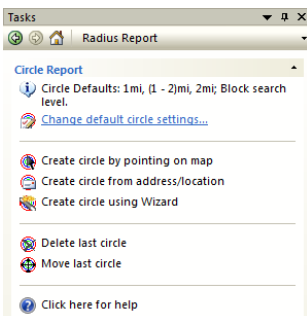 Tasks
Radius Report
Circle Report
Circle Defaults: 1mi, (1 - 2)mi, 2mi; Block search
level.
Change default circle settings...
Create circle by pointing on map
Create circle from address/location
Create circle using Wizard
Delete last circle
Move last circle
Click here for help